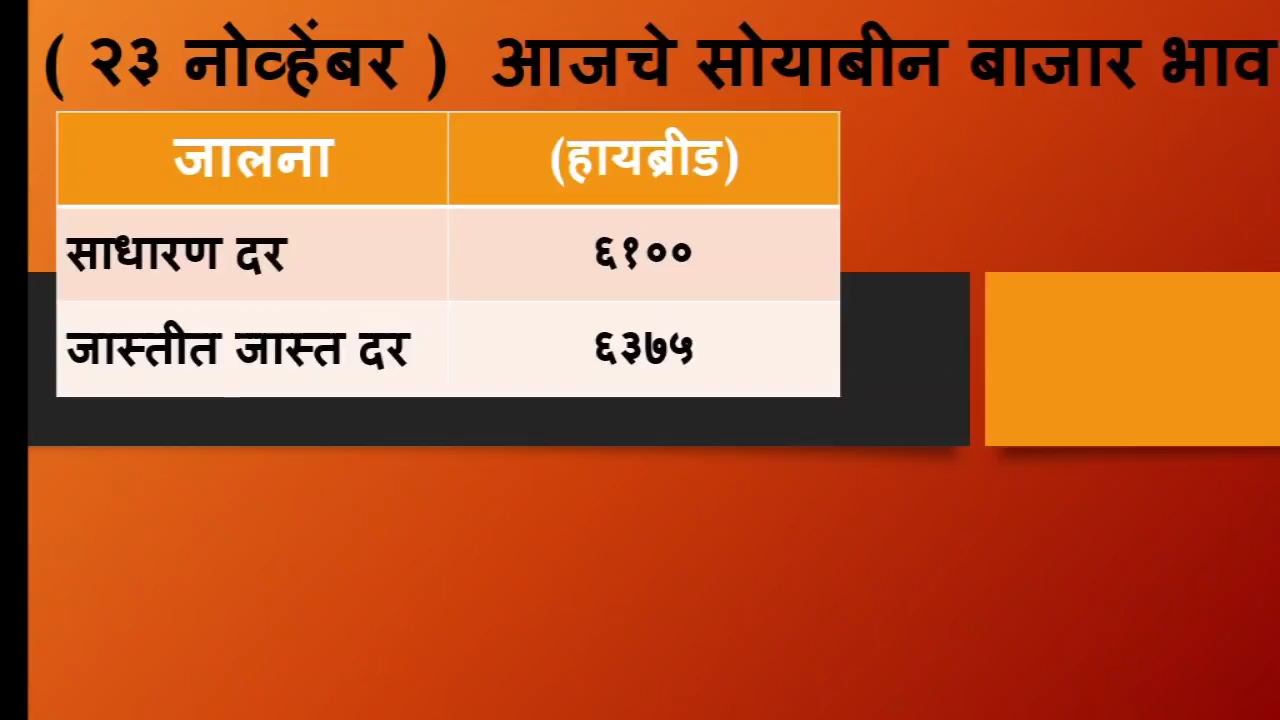 ( २३ नोव्हेंबर ) आजचे सोयाबीन बाजार भाव
जालना (हायब्रीड)
साधारण दर ६१००
जास्तीत जास्त दर ६३७५